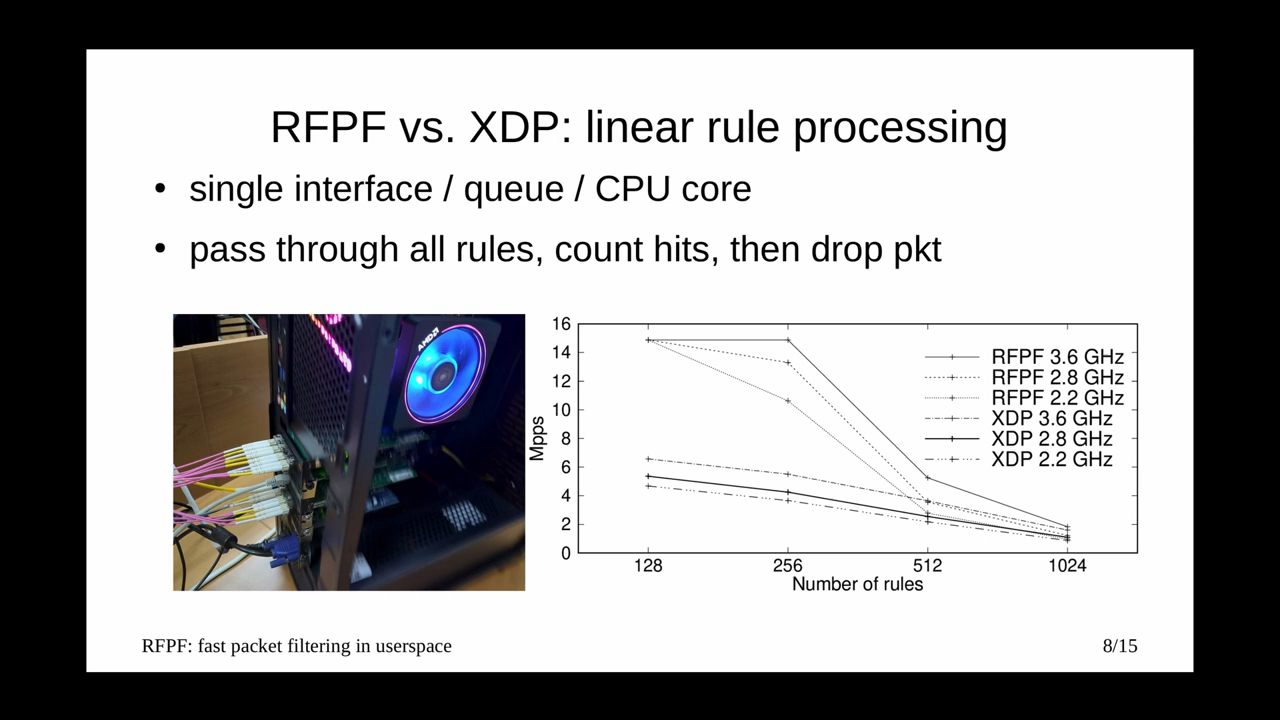 RFPF vs. XDP: linear rule processing
• single interface / queue / CPU core
• pass through all rules, count hits, then drop pkt
AMD
16
14
12
10
8
6
4
2
0
Mpps
RFPF 3.6 GHz
RFPF 2.8 GHz
RFPF 2.2 GHz
XDP 3.6 GHz
XDP 2.8 GHz
XDP 2.2 GHz
128 256 512 1024
Number of rules
RFPF: fast packet filtering in userspace
8/15